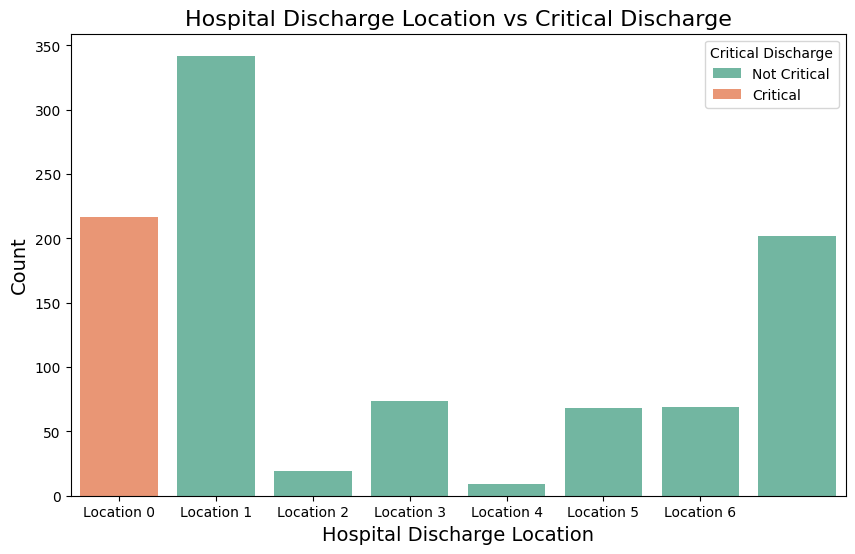 Hospital Discharge Location vs Critical Discharge
Critical Discharge
Not Critical
Critical
Count
350
300
250
200
150
100
50
0
Location 0 Location 1 Location 2 Location 3 Location 4 Location 5 Location 6
Hospital Discharge Location